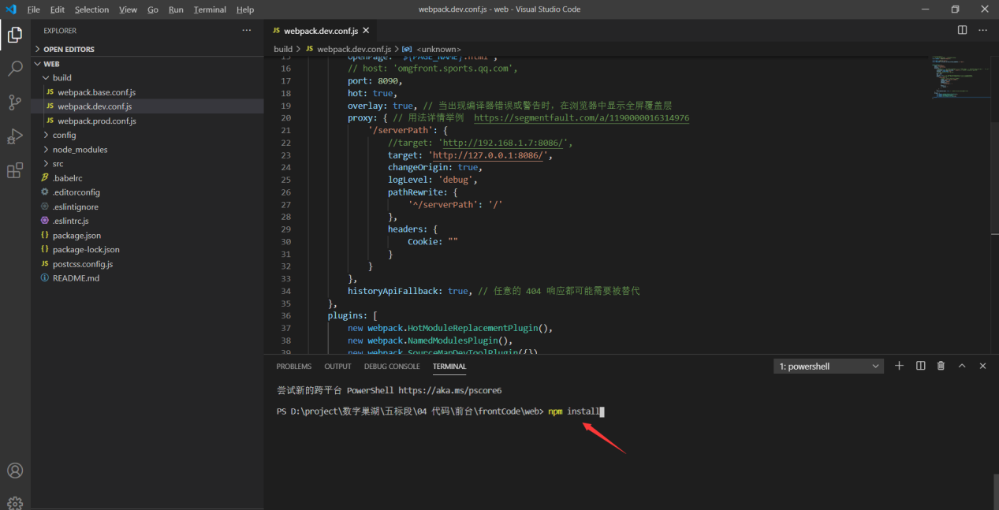 File Edit Selection View Go Run Terminal Help
webpack.dev.conf.js - web - Visual Studio Code
EXPLORER
OPEN EDITORS
WEB
build
JS webpack.base.conf.js
JS webpack.dev.conf.js
JS webpack.prod.conf.js
config
node_modules
src
.babelrc
.editorconfig
.eslintignore
.eslintrc.js
{} package.json
{} package-lock.json
JS postcss.config.js
README.md
JS webpack.dev.conf.js
build > JS webpack.dev.conf.js > <unknown>
15 openPage: `${PAGE_NAME}.html`,
16 // host: 'omgfront.sports.qq.com',
17 port: 8090,
18 hot: true,
19 overlay: true, // 当出现编译器错误或警告时，在浏览器中显示全屏覆盖层
20 proxy: { // 用法详情举例 https://segmentfault.com/a/1190000016314976
21 '/serverPath': {
22 //target: 'http://192.168.1.7:8086/',
23 target: 'http://127.0.0.1:8086/',
24 changeOrigin: true,
25 logLevel: 'debug',
26 pathRewrite: {
27 '^/serverPath': '/'
28 },
29 headers: {
30 Cookie: ""
31 }
32 }
33 },
34 historyApiFallback: true, // 任意的 404 响应都可能需要被替代
35 },
36 plugins: [
37 new webpack.HotModuleReplacementPlugin(),
38 new webpack.NamedModulesPlugin(),
39 new webpack.SourceMapDevToolPlugin({})
PROBLEMS OUTPUT DEBUG CONSOLE TERMINAL
1: powershell
尝试新的跨平台 PowerShell https://aka.ms/pscore6
PS D:\project\数字巢湖\五标段\04 代码\前台\frontCode\web> npm install